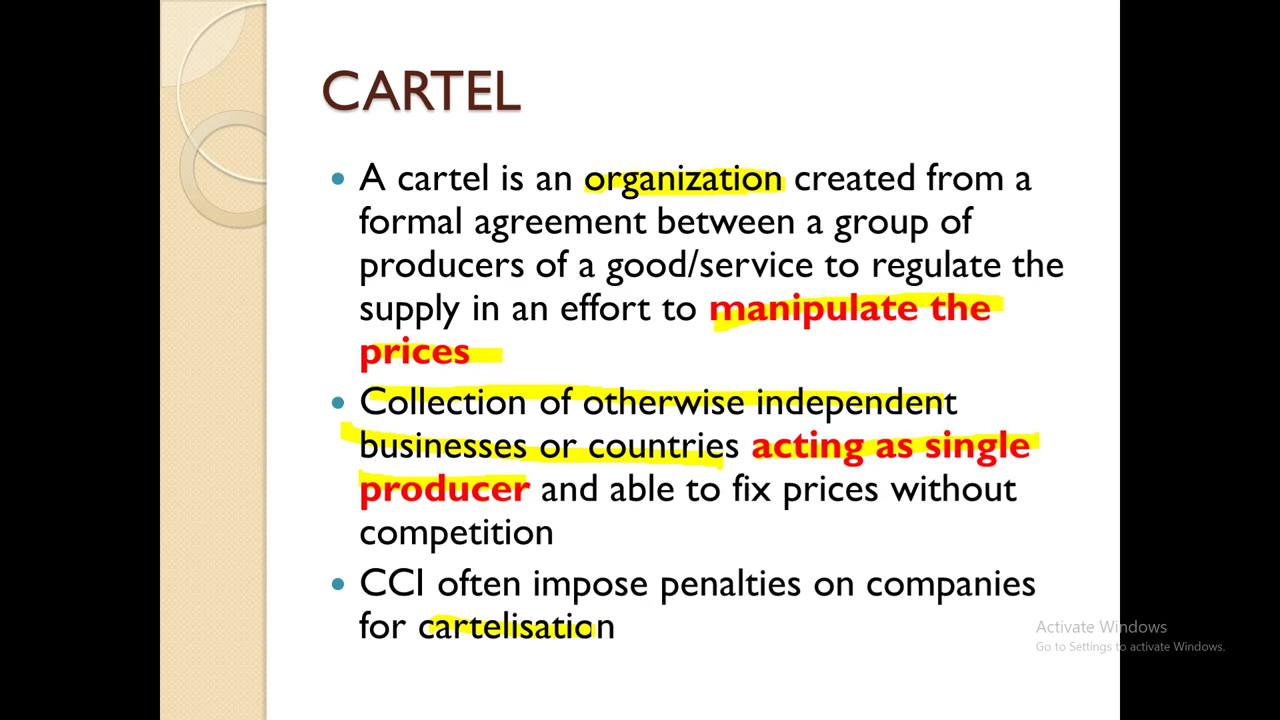 CARTEL
• A cartel is an organization created from a
formal agreement between a group of
producers of a good/service to regulate the
supply in an effort to manipulate the
prices
• Collection of otherwise independent
businesses or countries acting as single
producer and able to fix prices without
competition
• CCI often impose penalties on companies
for cartelisation
Activate Windows
Go to Settings to activate Windows.